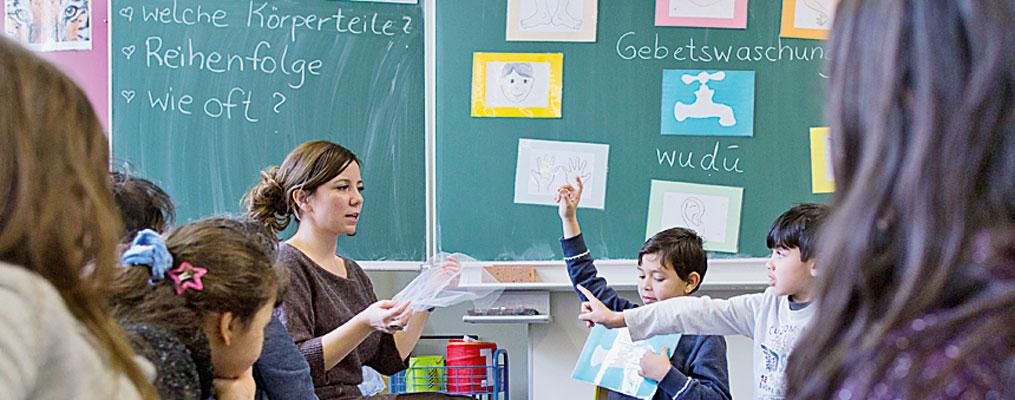 welche Körperteile?
Reihenfolge
wie oft?
Gebetswaschung
wuḍū